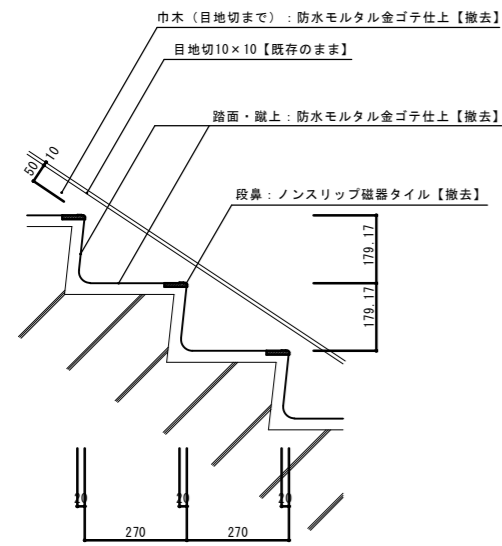 巾木（目地切まで）：防水モルタル金ゴテ仕上【撤去】
目地切10×10【既存のまま】
踏面・蹴上：防水モルタル金ゴテ仕上【撤去】
段鼻：ノンスリップ磁器タイル【撤去】
10
50
179.17
179.17
20
20
20
270
270